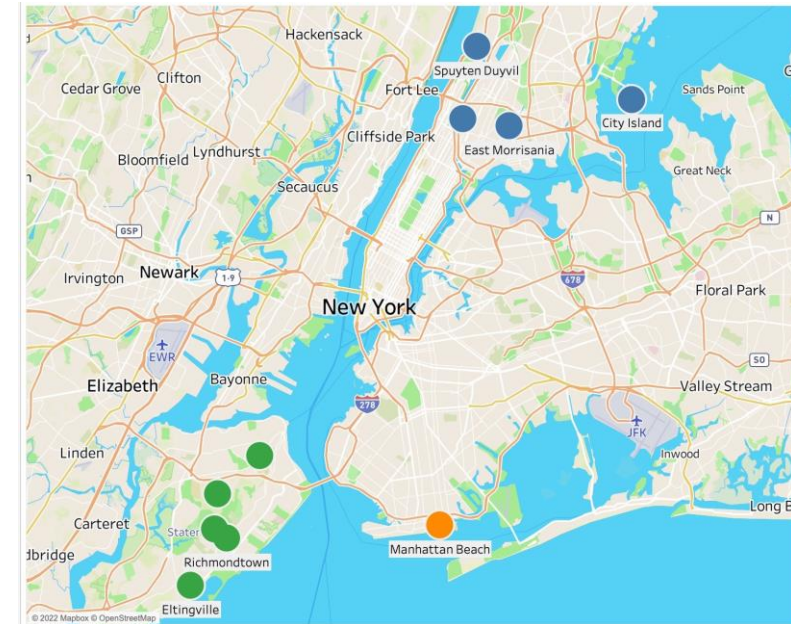 Hackensack
Spuyten Duyvil
Clifton
Cedar Grove
Fort Lee
Sands Point
City Island
Cliffside Park
East Morrisania
Lyndhurst
Bloomfield
Great Neck
Secaucus
GSP
N
Irvington
Newark
1-9
678
Floral Park
New York
EWR
SO
Elizabeth
Bayonne
Valley Stream
278
JFK
Linden
Inwood
Carteret
Long B
Manhattan Beach
dbridge
Richmondtown
Eltingville
© 2022 Mapbox © OpenStreetMap